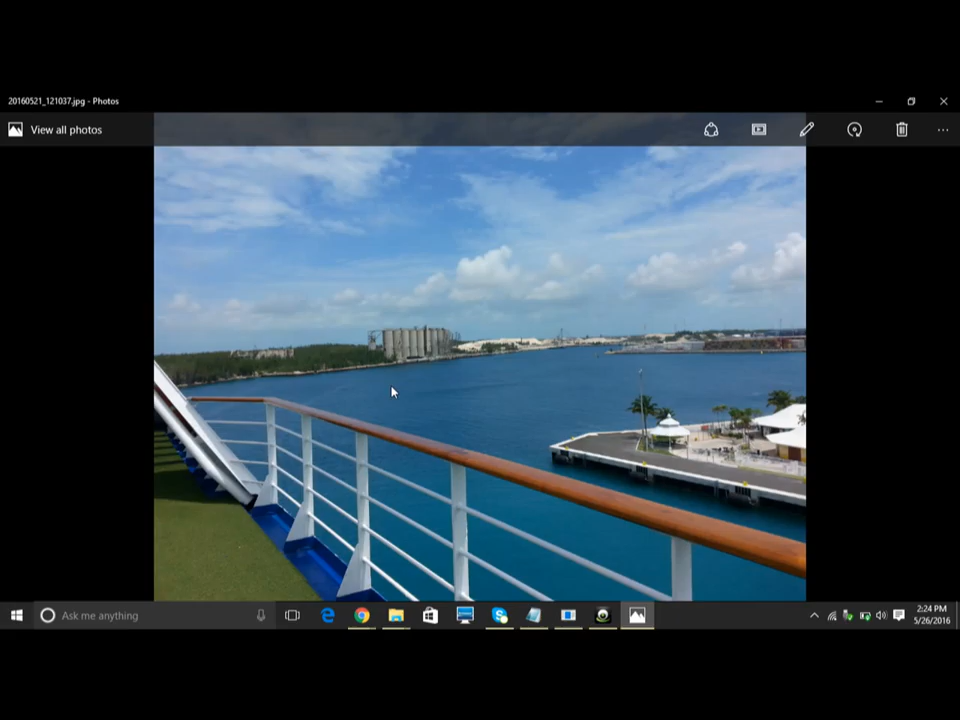 20160521_121037.jpg - Photos
View all photos
Ask me anything
2:24 PM
5/26/2016